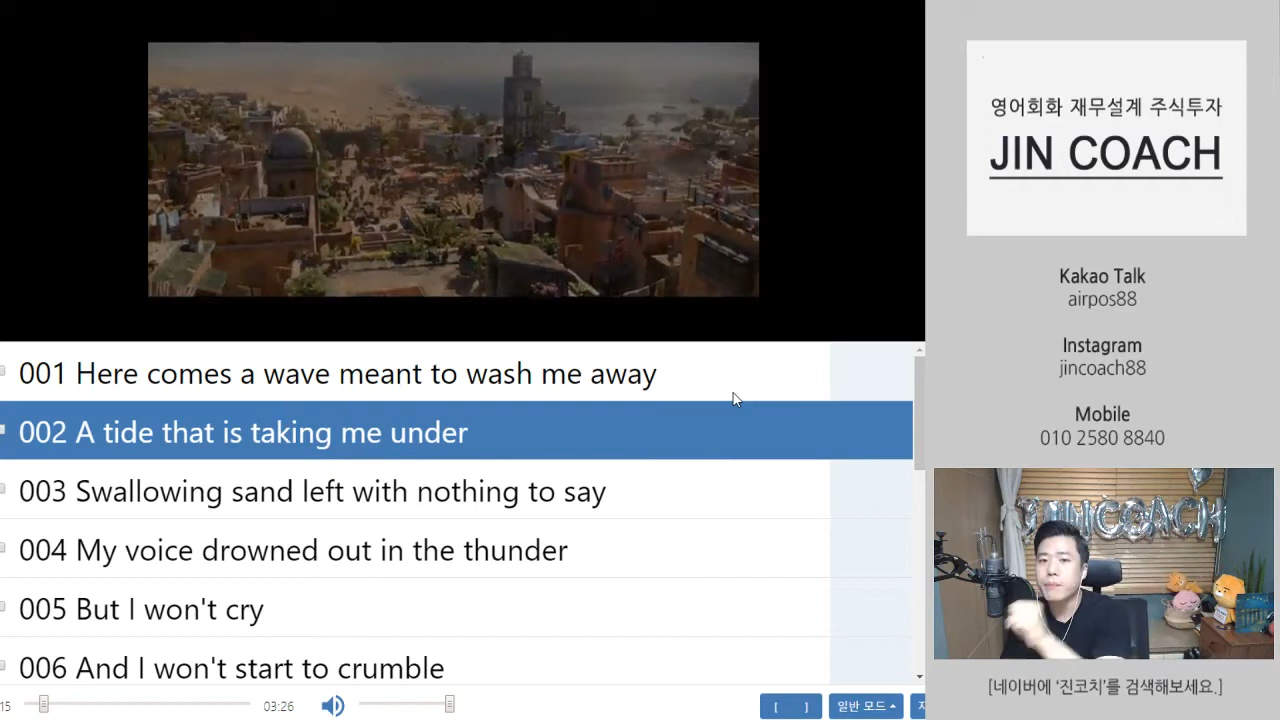 001 Here comes a wave meant to wash me away
002 A tide that is taking me under
003 Swallowing sand left with nothing to say
004 My voice drowned out in the thunder
005 But I won't cry
006 And I won't start to crumble
15
03:26
[ ]
일반 모드
영어회화 재무설계 주식투자
JIN COACH
Kakao Talk
airpos88
Instagram
jincoach88
Mobile
010 2580 8840
JINCOACH
[네이버에 '진코치'를 검색해보세요.]